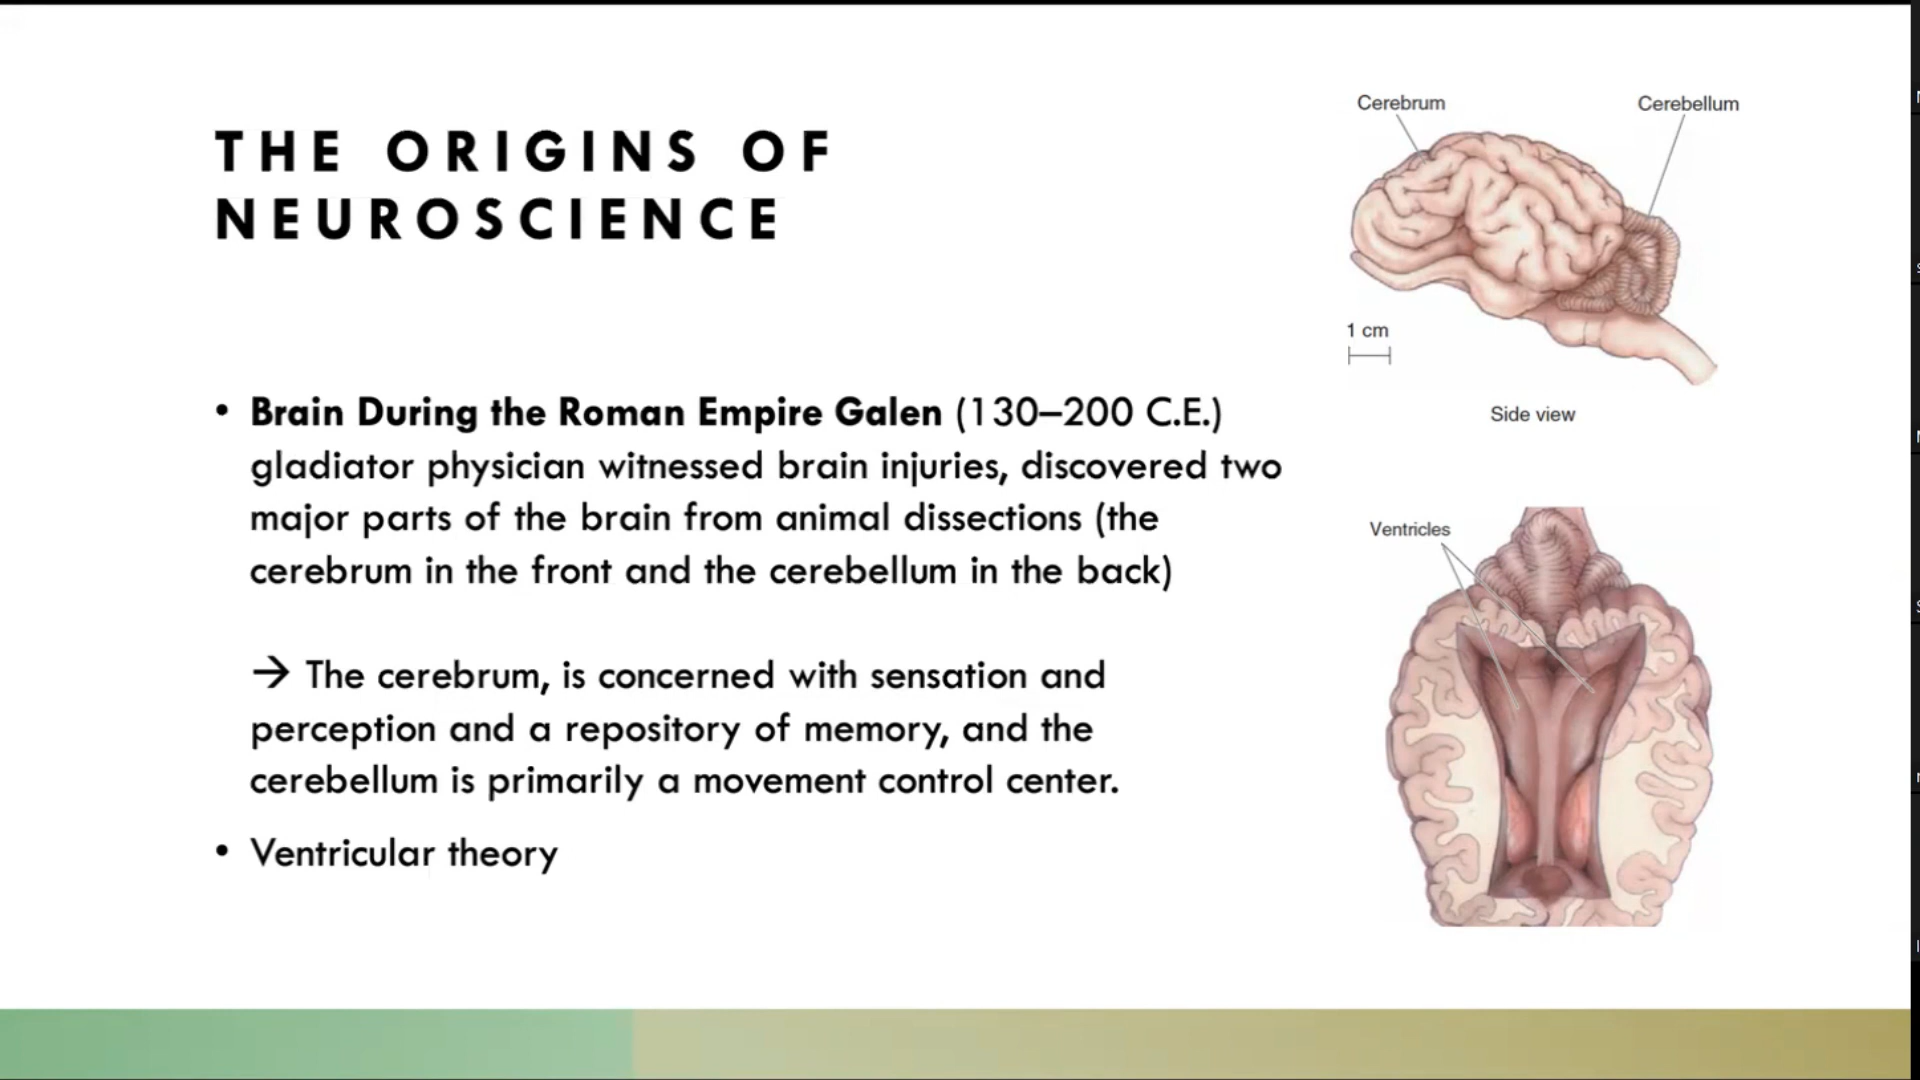 THE ORIGINS OF
NEUROSCIENCE
• Brain During the Roman Empire Galen (130–200 C.E.)
gladiator physician witnessed brain injuries, discovered two
major parts of the brain from animal dissections (the
cerebrum in the front and the cerebellum in the back)
→ The cerebrum, is concerned with sensation and
perception and a repository of memory, and the
cerebellum is primarily a movement control center.
• Ventricular theory
Cerebrum
Cerebellum
1 cm
Side view
Ventricles